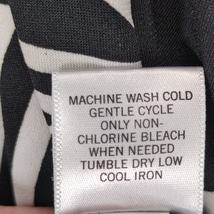 MACHINE WASH COLD
GENTLE CYCLE
ONLY NON-
CHLORINE BLEACH
WHEN NEEDED
TUMBLE DRY LOW
COOL IRON